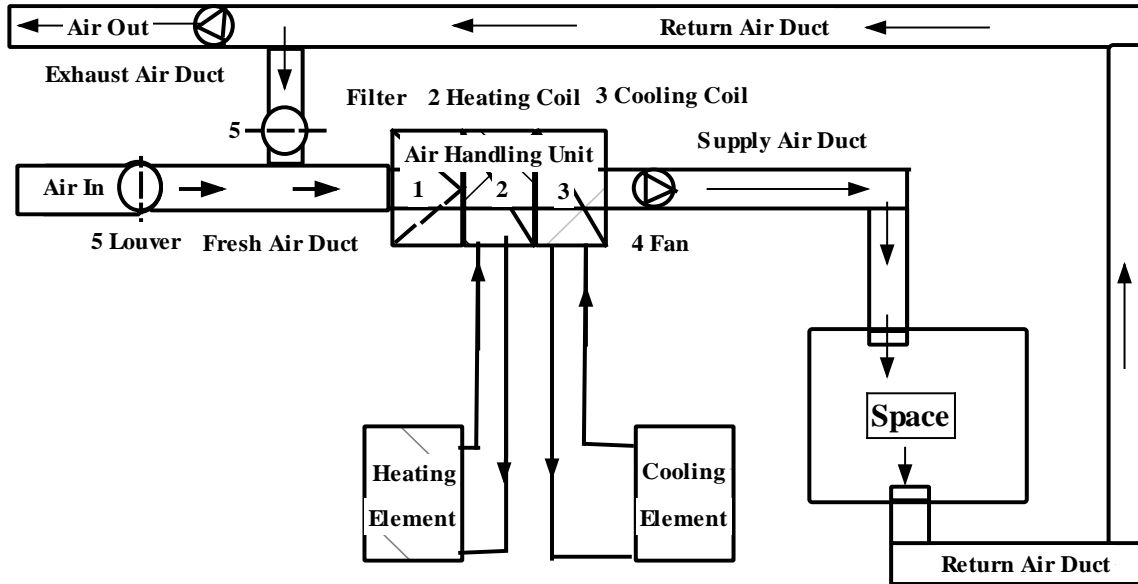 Air Out
Return Air Duct
Exhaust Air Duct
Filter 2 Heating Coil 3 Cooling Coil
5
Supply Air Duct
Air Handling Unit
Air In
1 2 3
5 Louver Fresh Air Duct
4 Fan
Space
Heating
Element
Cooling
Element
Return Air Duct